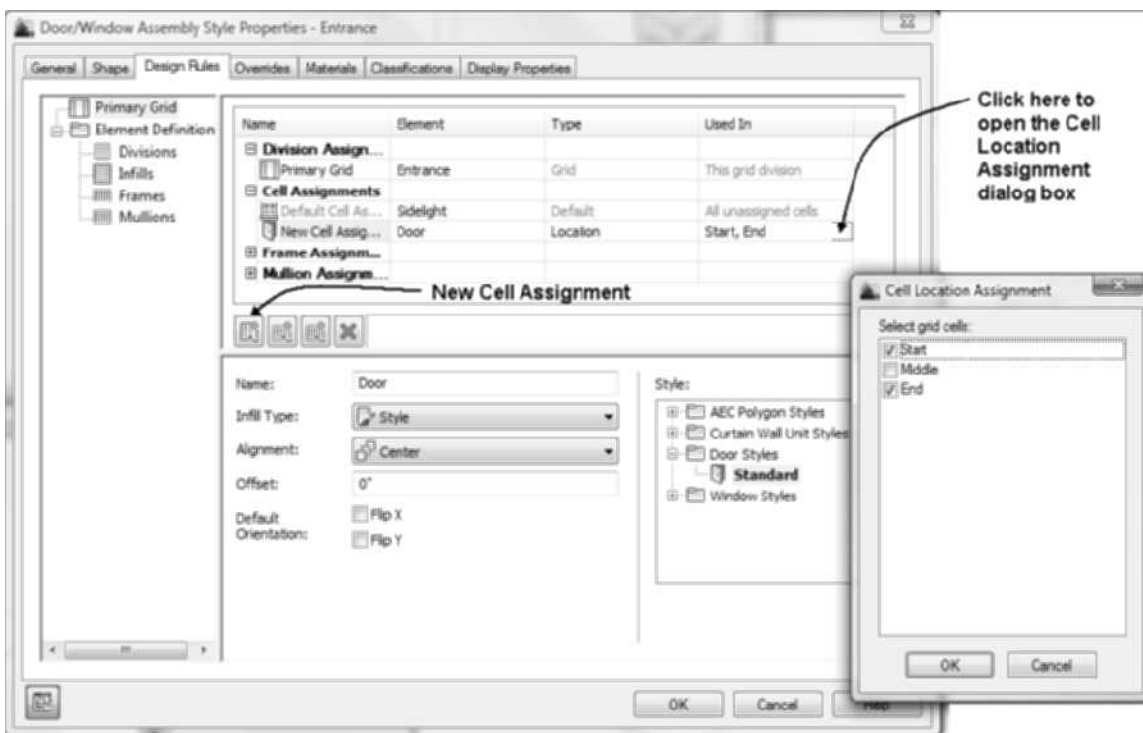 Door/Window Assembly Style Properties - Entrance
General Shape Design Rules Overrides Materials Classifications Display Properties
Primary Grid
Element Definition
Divisions
Infills
Frames
Mullions
Name Element Type Used In
Division Assign...
Primary Grid Entrance Grid This grid division
Cell Assignments
Default Cell As... Sidelight Default All unassigned cells
New Cell Assig... Door Location Start, End ...
Frame Assignm...
Mullion Assignm...
Click here to
open the Cell
Location
Assignment
dialog box
New Cell Assignment
Name: Door
Infill Type: Style
Alignment: Center
Offset: 0"
Default
Orientation:
Flip X
Flip Y
Style:
AEC Polygon Styles
Curtain Wall Unit Styles
Door Styles
Standard
Window Styles
OK Cancel Help
Cell Location Assignment
Select grid cells:
Start
Middle
End
OK Cancel